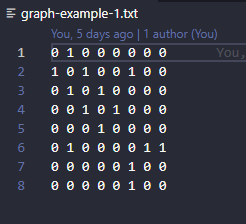 graph-example-1.txt
You, 5 days ago | 1 author (You)
1 0 1 0 0 0 0 0 0 You,
2 1 0 1 0 0 1 0 0
3 0 1 0 1 0 0 0 0
4 0 0 1 0 1 0 0 0
5 0 0 0 1 0 0 0 0
6 0 1 0 0 0 0 1 1
7 0 0 0 0 0 1 0 0
8 0 0 0 0 0 1 0 0